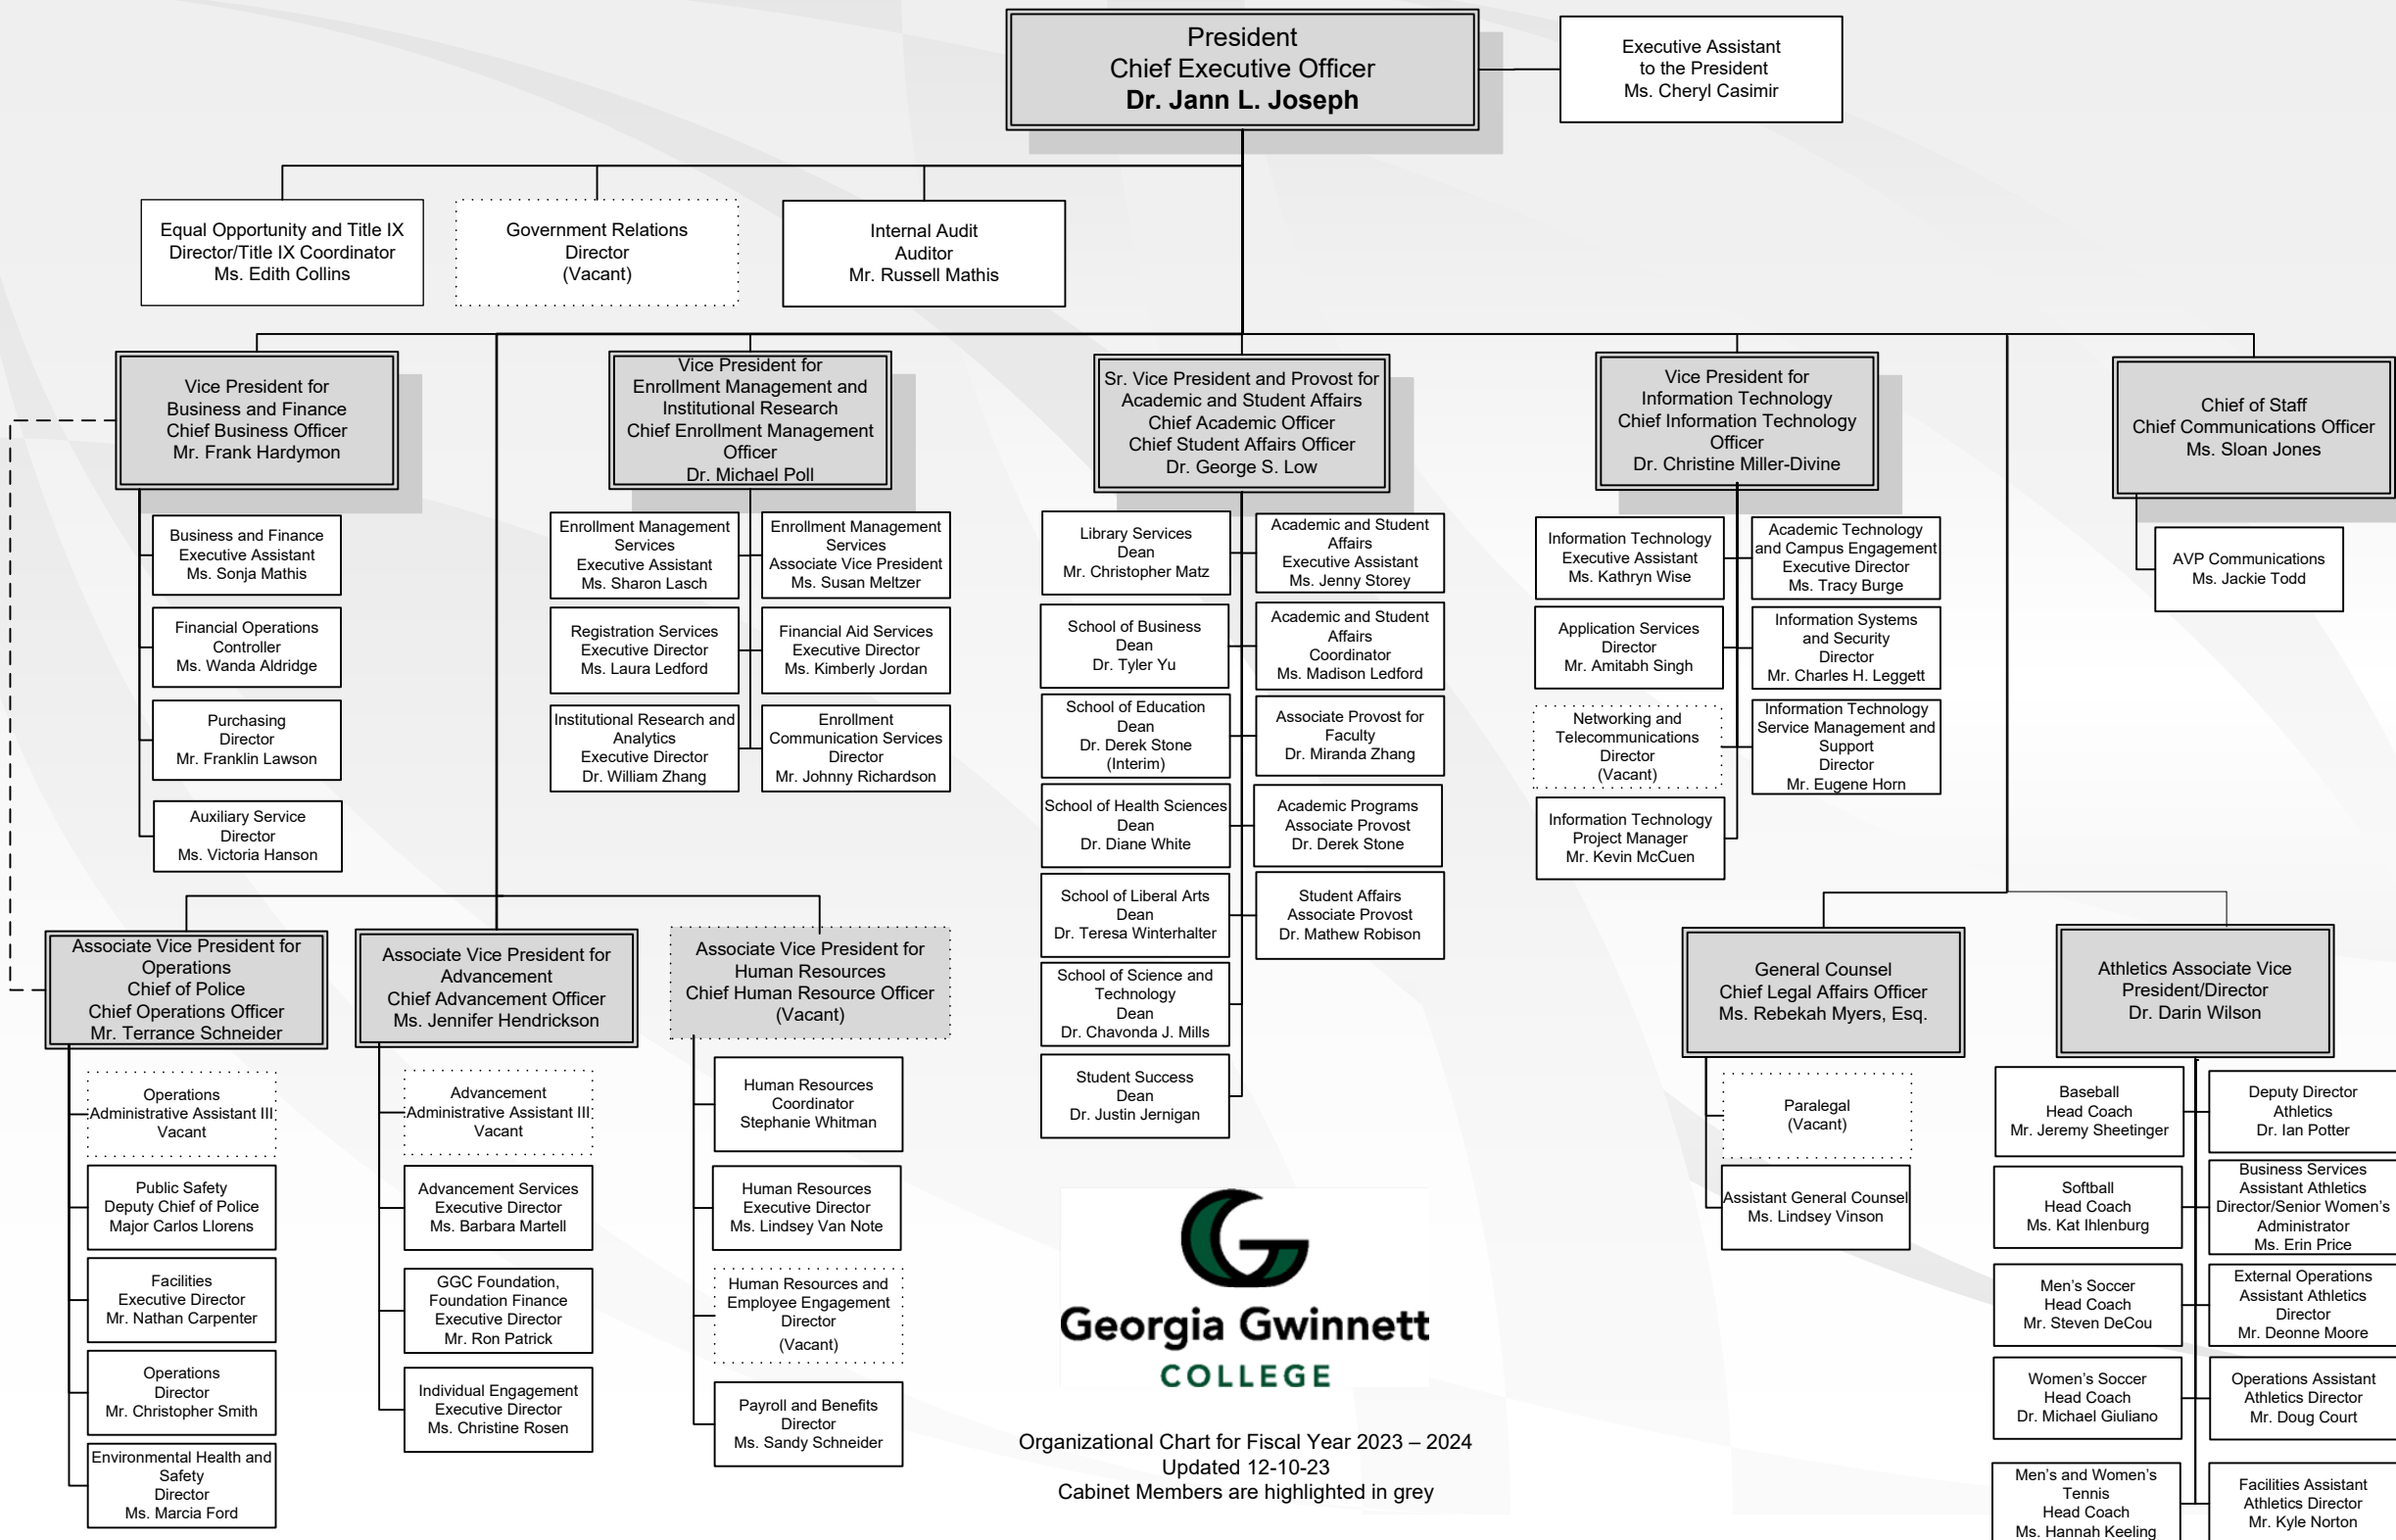 President
Chief Executive Officer
Dr. Jann L. Joseph
Executive Assistant
to the President
Ms. Cheryl Casimir
Equal Opportunity and Title IX
Director/Title IX Coordinator
Ms. Edith Collins
Government Relations
Director
(Vacant)
Internal Audit
Auditor
Mr. Russell Mathis
Vice President for
Business and Finance
Chief Business Officer
Mr. Frank Hardymon
Vice President for
Enrollment Management and
Institutional Research
Chief Enrollment Management
Officer
Dr. Michael Poll
Sr. Vice President and Provost for
Academic and Student Affairs
Chief Academic Officer
Chief Student Affairs Officer
Dr. George S. Low
Vice President for
Information Technology
Chief Information Technology
Officer
Dr. Christine Miller-Divine
Chief of Staff
Chief Communications Officer
Ms. Sloan Jones
Business and Finance
Executive Assistant
Ms. Sonja Mathis
Financial Operations
Controller
Ms. Wanda Aldridge
Purchasing
Director
Mr. Franklin Lawson
Auxiliary Service
Director
Ms. Victoria Hanson
Enrollment Management
Services
Executive Assistant
Ms. Sharon Lasch
Enrollment Management
Services
Associate Vice President
Ms. Susan Meltzer
Registration Services
Executive Director
Ms. Laura Ledford
Financial Aid Services
Executive Director
Ms. Kimberly Jordan
Institutional Research and
Analytics
Executive Director
Dr. William Zhang
Enrollment
Communication Services
Director
Mr. Johnny Richardson
Library Services
Dean
Mr. Christopher Matz
Academic and Student
Affairs
Executive Assistant
Ms. Jenny Storey
School of Business
Dean
Dr. Tyler Yu
Academic and Student
Affairs
Coordinator
Ms. Madison Ledford
School of Education
Dean
Dr. Derek Stone
(Interim)
Associate Provost for
Faculty
Dr. Miranda Zhang
School of Health Sciences
Dean
Dr. Diane White
Academic Programs
Associate Provost
Dr. Derek Stone
School of Liberal Arts
Dean
Dr. Teresa Winterhalter
Student Affairs
Associate Provost
Dr. Mathew Robison
School of Science and
Technology
Dean
Dr. Chavonda J. Mills
Student Success
Dean
Dr. Justin Jernigan
Information Technology
Executive Assistant
Ms. Kathryn Wise
Academic Technology
and Campus Engagement
Executive Director
Ms. Tracy Burge
Application Services
Director
Mr. Amitabh Singh
Information Systems
and Security
Director
Mr. Charles H. Leggett
Networking and
Telecommunications
Director
(Vacant)
Information Technology
Service Management and
Support
Director
Mr. Eugene Horn
Information Technology
Project Manager
Mr. Kevin McCuen
AVP Communications
Ms. Jackie Todd
Associate Vice President for
Operations
Chief of Police
Chief Operations Officer
Mr. Terrance Schneider
Associate Vice President for
Advancement
Chief Advancement Officer
Ms. Jennifer Hendrickson
Associate Vice President for
Human Resources
Chief Human Resource Officer
(Vacant)
General Counsel
Chief Legal Affairs Officer
Ms. Rebekah Myers, Esq.
Athletics Associate Vice
President/Director
Dr. Darin Wilson
Operations
Administrative Assistant III
Vacant
Public Safety
Deputy Chief of Police
Major Carlos Llorens
Facilities
Executive Director
Mr. Nathan Carpenter
Operations
Director
Mr. Christopher Smith
Environmental Health and
Safety
Director
Ms. Marcia Ford
Advancement
Administrative Assistant III
Vacant
Advancement Services
Executive Director
Ms. Barbara Martell
GGC Foundation,
Foundation Finance
Executive Director
Mr. Ron Patrick
Individual Engagement
Executive Director
Ms. Christine Rosen
Human Resources
Coordinator
Stephanie Whitman
Human Resources
Executive Director
Ms. Lindsey Van Note
Human Resources and
Employee Engagement
Director
(Vacant)
Payroll and Benefits
Director
Ms. Sandy Schneider
Paralegal
(Vacant)
Assistant General Counsel
Ms. Lindsey Vinson
Baseball
Head Coach
Mr. Jeremy Sheetinger
Deputy Director
Athletics
Dr. Ian Potter
Softball
Head Coach
Ms. Kat Ihlenburg
Business Services
Assistant Athletics
Director/Senior Women's
Administrator
Ms. Erin Price
Men's Soccer
Head Coach
Mr. Steven DeCou
External Operations
Assistant Athletics
Director
Mr. Deonne Moore
Women's Soccer
Head Coach
Dr. Michael Giuliano
Operations Assistant
Athletics Director
Mr. Doug Court
Men's and Women's
Tennis
Head Coach
Ms. Hannah Keeling
Facilities Assistant
Athletics Director
Mr. Kyle Norton
Georgia Gwinnett
COLLEGE
Organizational Chart for Fiscal Year 2023 – 2024
Updated 12-10-23
Cabinet Members are highlighted in grey